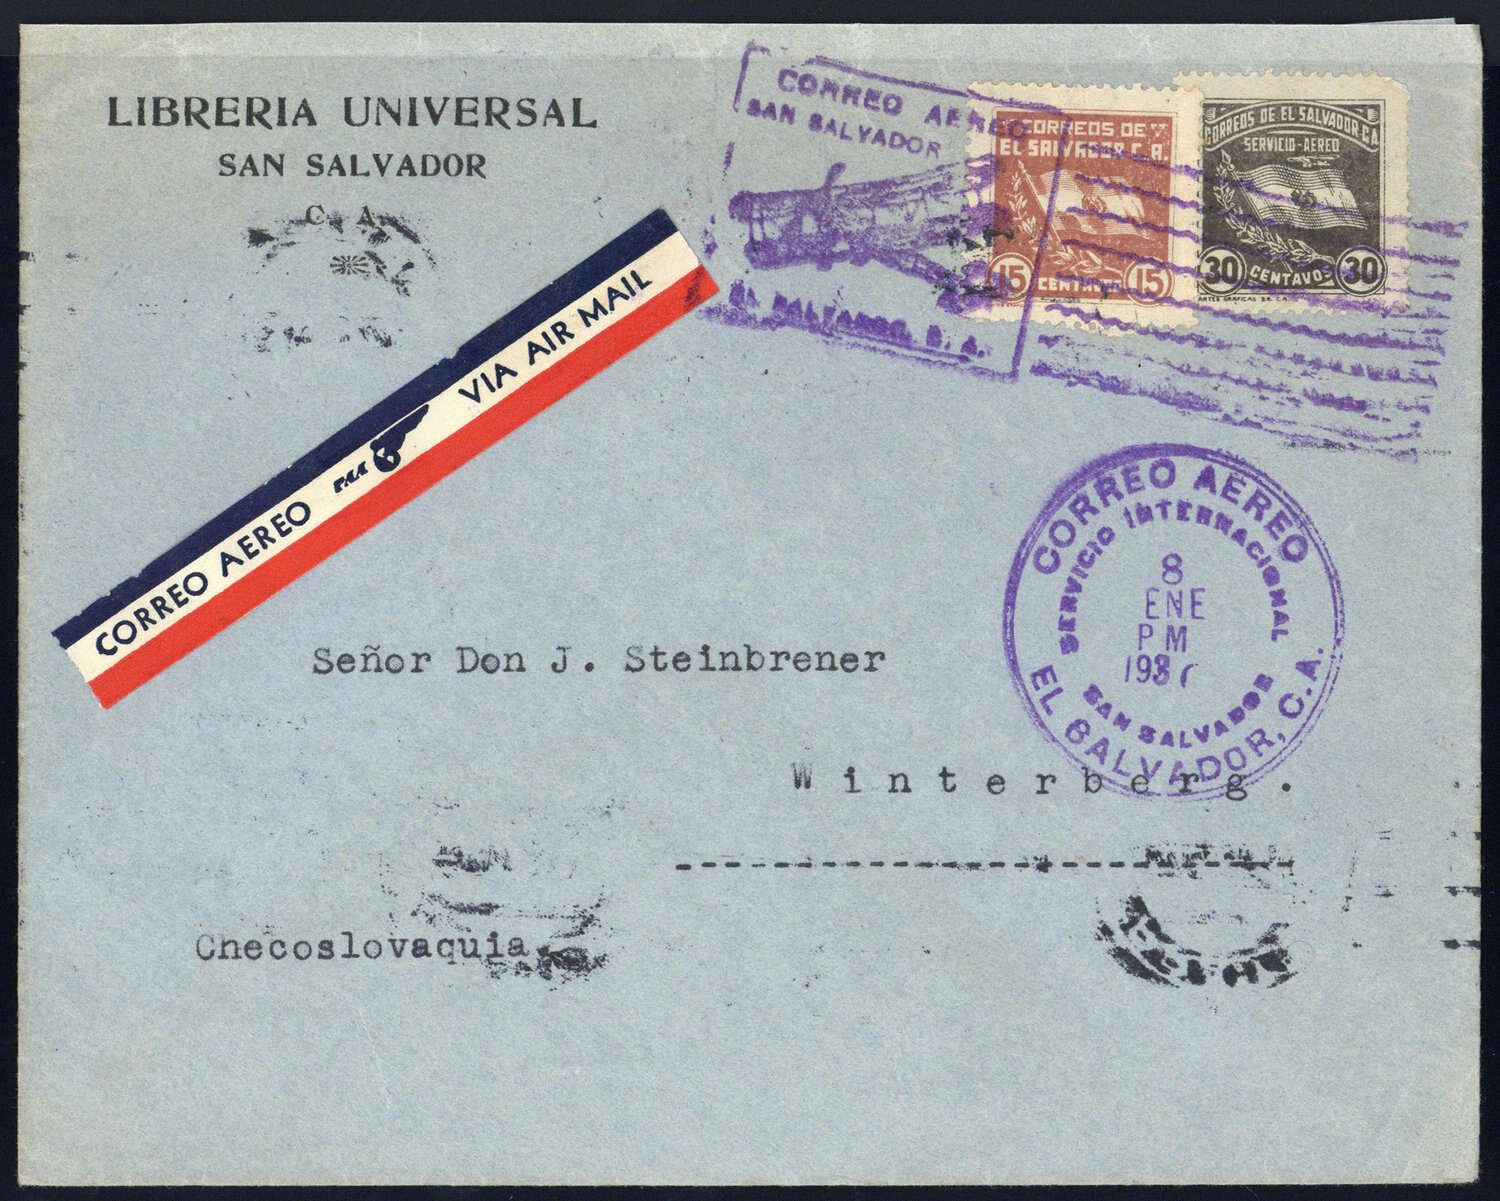 LIBRERIA UNIVERSAL
SAN SALVADOR
C. A.
CORREO AEREO
SAN SALVADOR
CORREOS DE
EL SALVADOR C. A.
15 CENTAVOS 15
CORREOS DE EL SALVADOR C.A.
SERVICIO-AEREO
30 CENTAVOS 30
CORREO AEREO PAA VIA AIR MAIL
CORREO AEREO
SERVICIO INTERNACIONAL
8
ENE
PM
SAN SALVADOR
EL SALVADOR, C.A.
Señor Don J. Steinbrener
Winterberg.
Checoslovaquia